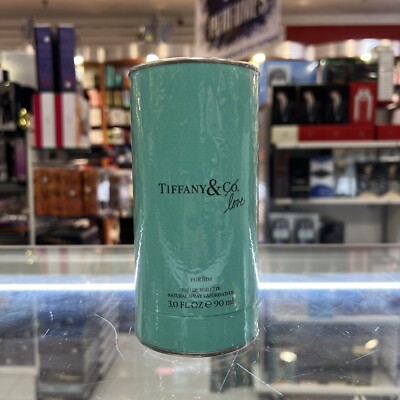 TIFFANY & CO.
love
FOR HIM
EAU DE TOILETTE
NATURAL SPRAY VAPORISATEUR
3.0 FL OZ ℮ 90 ml